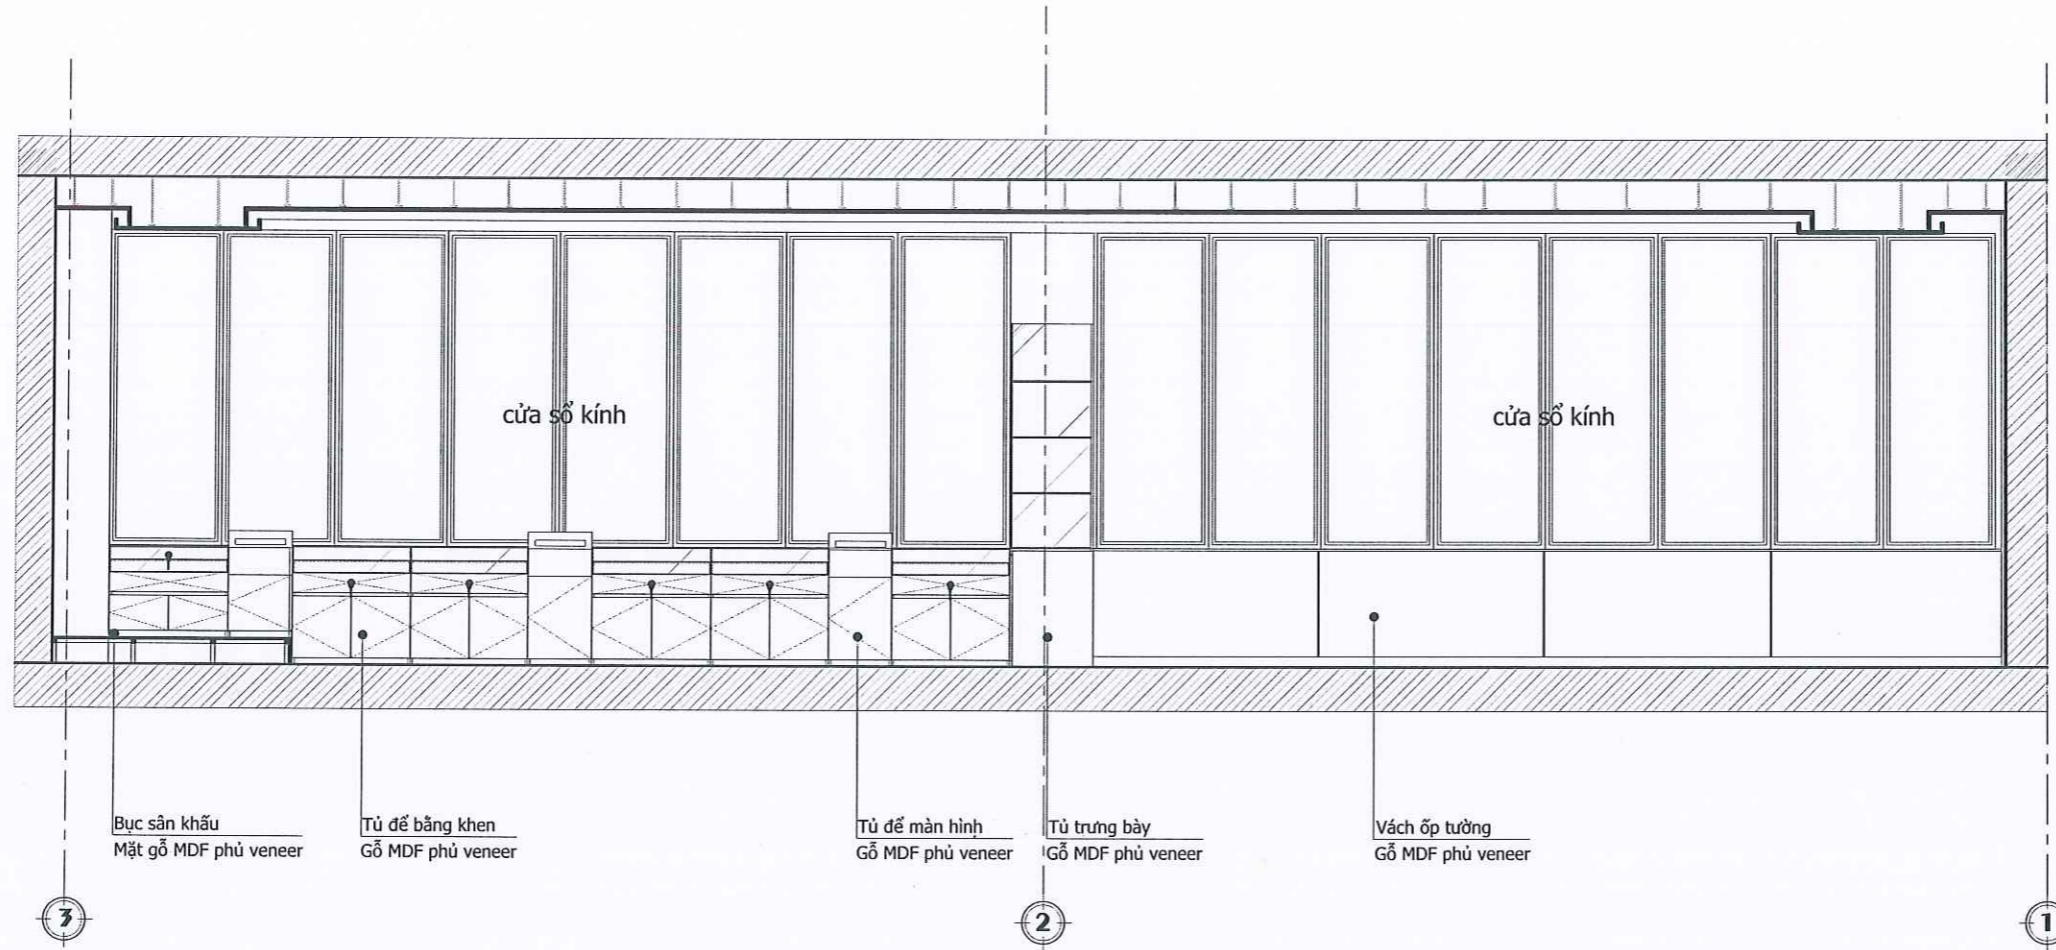 cửa sổ kính
cửa sổ kính
Bục sân khấu
Mặt gỗ MDF phủ veneer
Tủ để bằng khen
Gỗ MDF phủ veneer
Tủ để màn hình
Gỗ MDF phủ veneer
Tủ trưng bày
Gỗ MDF phủ veneer
Vách ốp tường
Gỗ MDF phủ veneer
3
2
1